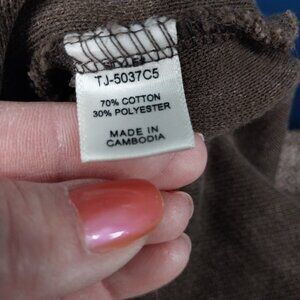 TJ-5037C5
70% COTTON
30% POLYESTER
MADE IN
CAMBODIA